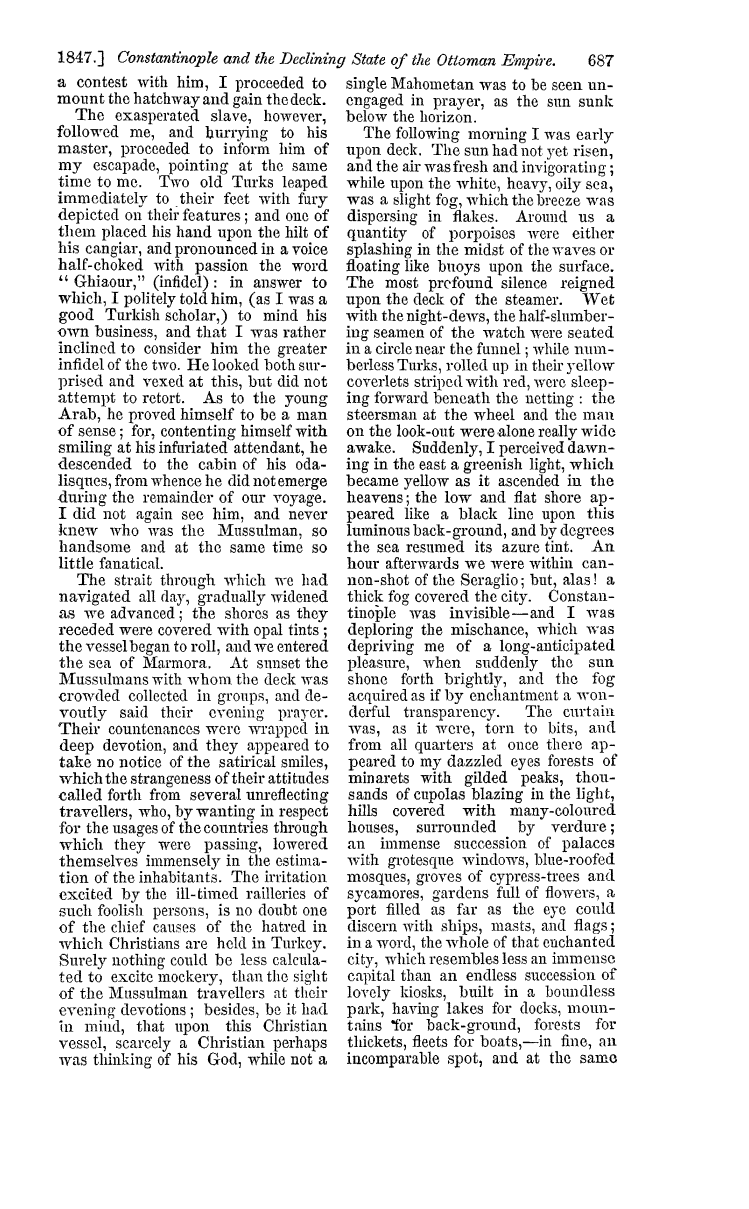 1847.] Constantinople and the Declining State of the Ottoman Empire. 687
a contest with him, I proceeded to
mount the hatchway and gain the deck.
The exasperated slave, however,
followed me, and hurrying to his
master, proceeded to inform him of
my escapade, pointing at the same
time to me. Two old Turks leaped
immediately to their feet with fury
depicted on their features; and one of
them placed his hand upon the hilt of
his cangiar, and pronounced in a voice
half-choked with passion the word
“ Ghiaour,” (infidel) : in answer to
which, I politely told him, (as I was a
good Turkish scholar,) to mind his
own business, and that I was rather
inclined to consider him the greater
infidel of the two. He looked both sur-
prised and vexed at this, but did not
attempt to retort. As to the young
Arab, he proved himself to be a man
of sense; for, contenting himself with
smiling at his infuriated attendant, he
descended to the cabin of his oda-
lisques, from whence he did not emerge
during the remainder of our voyage.
I did not again see him, and never
knew who was the Mussulman, so
handsome and at the same time so
little fanatical.
The strait through which we had
navigated all day, gradually widened
as we advanced; the shores as they
receded were covered with opal tints;
the vessel began to roll, and we entered
the sea of Marmora. At sunset the
Mussulmans with whom the deck was
crowded collected in groups, and de-
voutly said their evening prayer.
Their countenances were wrapped in
deep devotion, and they appeared to
take no notice of the satirical smiles,
which the strangeness of their attitudes
called forth from several unreflecting
travellers, who, by wanting in respect
for the usages of the countries through
which they were passing, lowered
themselves immensely in the estima-
tion of the inhabitants. The irritation
excited by the ill-timed railleries of
such foolish persons, is no doubt one
of the chief causes of the hatred in
which Christians are held in Turkey.
Surely nothing could be less calcula-
ted to excite mockery, than the sight
of the Mussulman travellers at their
evening devotions; besides, be it had
in mind, that upon this Christian
vessel, scarcely a Christian perhaps
was thinking of his God, while not a
single Mahometan was to be seen un-
engaged in prayer, as the sun sunk
below the horizon.
The following morning I was early
upon deck. The sun had not yet risen,
and the air was fresh and invigorating;
while upon the white, heavy, oily sea,
was a slight fog, which the breeze was
dispersing in flakes. Around us a
quantity of porpoises were either
splashing in the midst of the waves or
floating like buoys upon the surface.
The most profound silence reigned
upon the deck of the steamer. Wet
with the night-dews, the half-slumber-
ing seamen of the watch were seated
in a circle near the funnel; while num-
berless Turks, rolled up in their yellow
coverlets striped with red, were sleep-
ing forward beneath the netting : the
steersman at the wheel and the man
on the look-out were alone really wide
awake. Suddenly, I perceived dawn-
ing in the east a greenish light, which
became yellow as it ascended in the
heavens; the low and flat shore ap-
peared like a black line upon this
luminous back-ground, and by degrees
the sea resumed its azure tint. An
hour afterwards we were within can-
non-shot of the Seraglio; but, alas! a
thick fog covered the city. Constan-
tinople was invisible—and I was
deploring the mischance, which was
depriving me of a long-anticipated
pleasure, when suddenly the sun
shone forth brightly, and the fog
acquired as if by enchantment a won-
derful transparency. The curtain
was, as it were, torn to bits, and
from all quarters at once there ap-
peared to my dazzled eyes forests of
minarets with gilded peaks, thou-
sands of cupolas blazing in the light,
hills covered with many-coloured
houses, surrounded by verdure;
an immense succession of palaces
with grotesque windows, blue-roofed
mosques, groves of cypress-trees and
sycamores, gardens full of flowers, a
port filled as far as the eye could
discern with ships, masts, and flags;
in a word, the whole of that enchanted
city, which resembles less an immense
capital than an endless succession of
lovely kiosks, built in a boundless
park, having lakes for docks, moun-
tains for back-ground, forests for
thickets, fleets for boats,—in fine, an
incomparable spot, and at the same